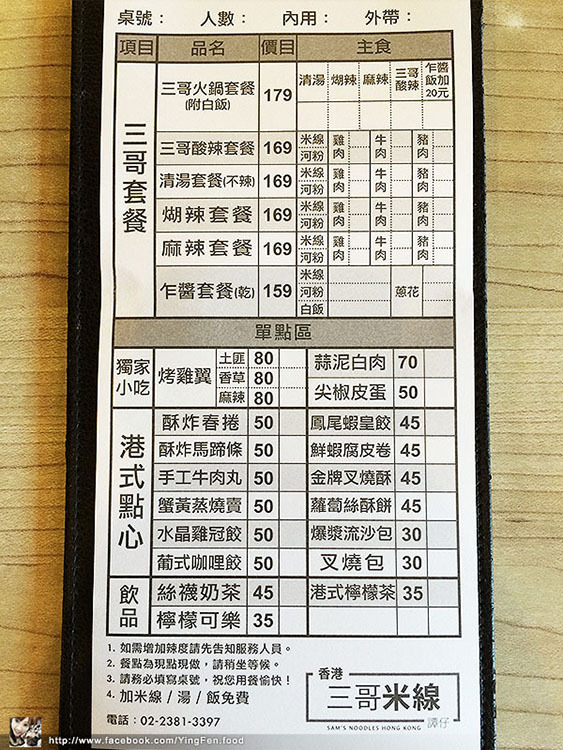 桌號： 人數： 內用： 外帶：
項目 品名 價目 主食
三哥套餐
三哥火鍋套餐 (附白飯) 179 清湯 煳辣 麻辣 三哥酸辣 乍醬飯加20元
三哥酸辣套餐 169 米線 河粉 雞肉 牛肉 豬肉
清湯套餐(不辣) 169 米線 河粉 雞肉 牛肉 豬肉
煳辣套餐 169 米線 河粉 雞肉 牛肉 豬肉
麻辣套餐 169 米線 河粉 雞肉 牛肉 豬肉
乍醬套餐(乾) 159 米線 河粉 白飯 蔥花
單點區
獨家小吃
烤雞翼 土匪 80 蒜泥白肉 70
香草 80
麻辣 80 尖椒皮蛋 50
港式點心
酥炸春捲 50 鳳尾蝦皇餃 45
酥炸馬蹄條 50 鮮蝦腐皮卷 45
手工牛肉丸 50 金牌叉燒酥 45
蟹黃蒸燒賣 50 蘿蔔絲酥餅 45
水晶雞冠餃 50 爆漿流沙包 30
葡式咖哩餃 50 叉燒包 30
飲品
絲襪奶茶 45 港式檸檬茶 35
檸檬可樂 35
1. 如需增加辣度請先告知服務人員。
2. 餐點為現點現做，請稍坐等候。
3. 請務必填寫桌號，祝您用餐愉快！
4. 加米線 / 湯 / 飯免費
電話：02-2381-3397
香港
三哥米線
SAM'S NOODLES HONG KONG 譚仔
http://www.facebook.com/YingFen.food